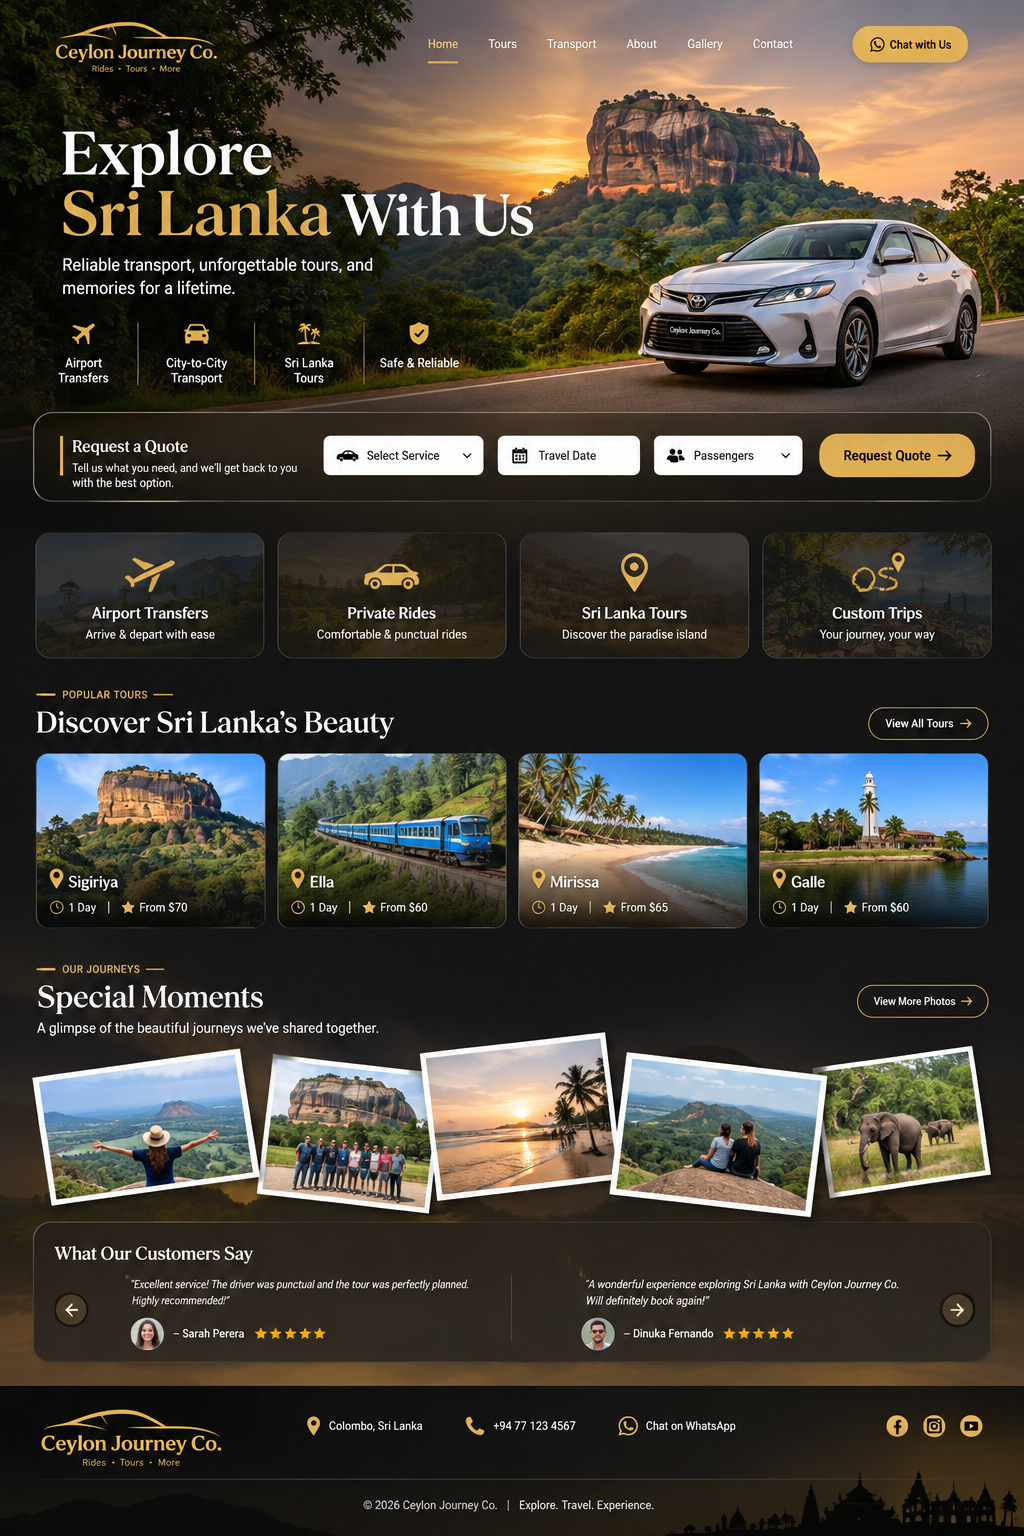 Ceylon Journey Co.
Rides • Tours • More
Home
Tours
Transport
About
Gallery
Contact
Chat with Us
Explore
Sri Lanka With Us
Reliable transport, unforgettable tours, and
memories for a lifetime.
Airport
Transfers
City-to-City
Transport
Sri Lanka
Tours
Safe & Reliable
Ceylon Journey Co.
Request a Quote
Tell us what you need, and we'll get back to you
with the best option.
Select Service
Travel Date
Passengers
Request Quote →
Airport Transfers
Arrive & depart with ease
Private Rides
Comfortable & punctual rides
Sri Lanka Tours
Discover the paradise island
Custom Trips
Your journey, your way
POPULAR TOURS
Discover Sri Lanka's Beauty
View All Tours →
Sigiriya
1 Day | From $70
Ella
1 Day | From $60
Mirissa
1 Day | From $65
Galle
1 Day | From $60
OUR JOURNEYS
Special Moments
A glimpse of the beautiful journeys we've shared together.
View More Photos →
What Our Customers Say
"Excellent service! The driver was punctual and the tour was perfectly planned.
Highly recommended!"
– Sarah Perera
"A wonderful experience exploring Sri Lanka with Ceylon Journey Co.
Will definitely book again!"
– Dinuka Fernando
Ceylon Journey Co.
Rides • Tours • More
Colombo, Sri Lanka
+94 77 123 4567
Chat on WhatsApp
© 2026 Ceylon Journey Co. | Explore. Travel. Experience.